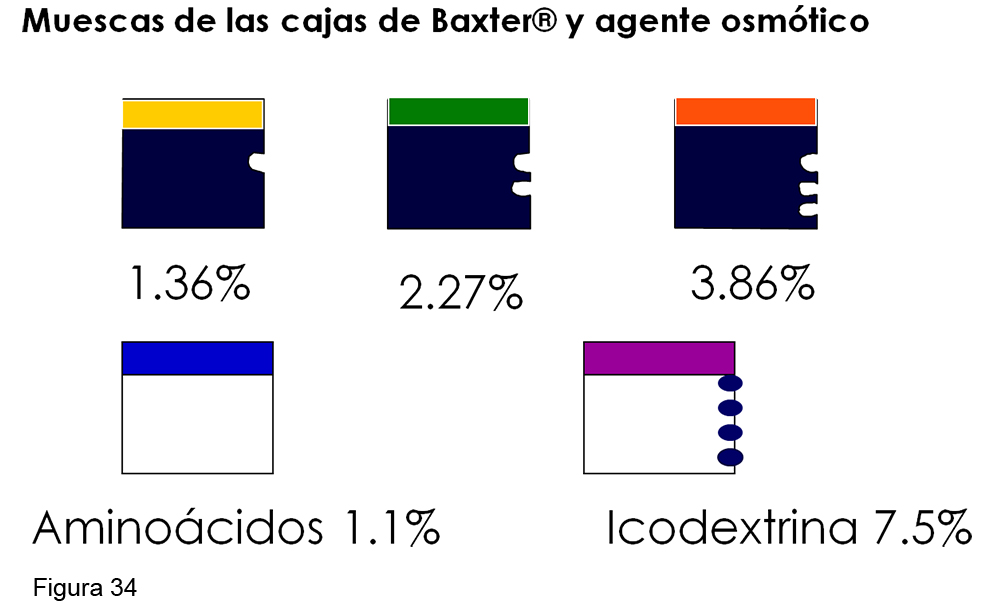 Muescas de las cajas de Baxter® y agente osmótico
1.36%
2.27%
3.86%
Aminoácidos 1.1%
Icodextrina 7.5%
Figura 34